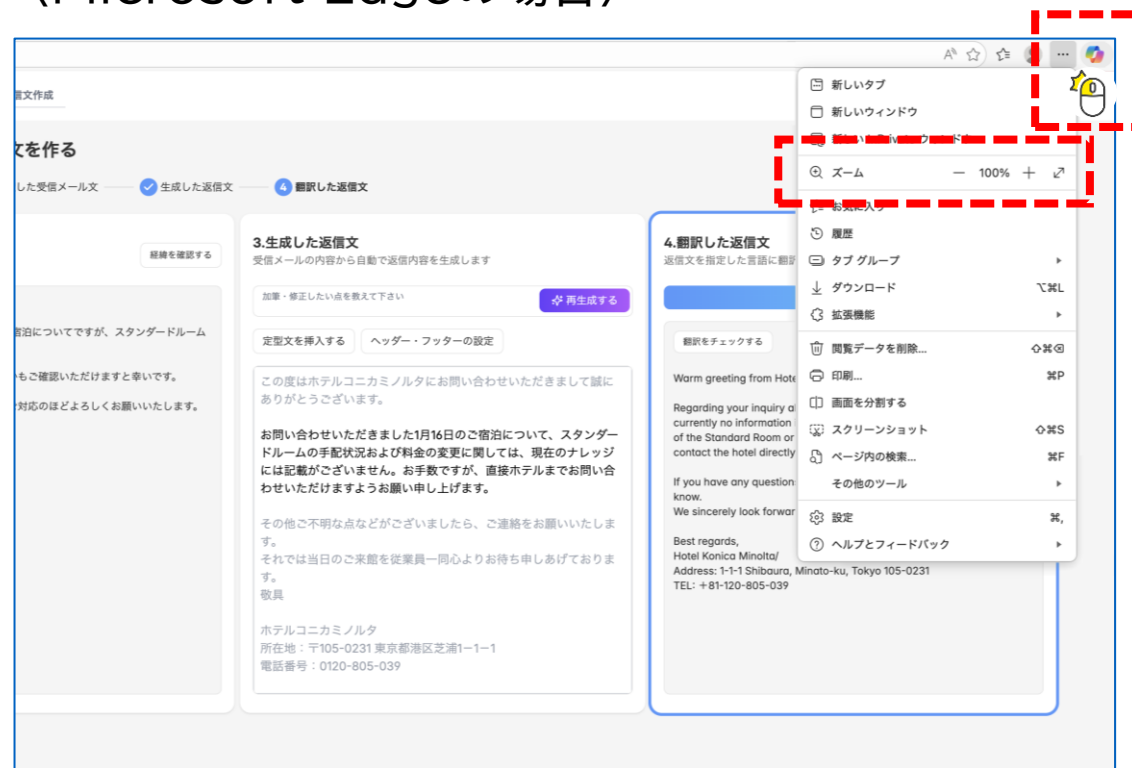 （Microsoft Edgeの場合）
信文作成
文を作る
した受信メール文
生成した返信文
4 翻訳した返信文
経緯を確認する
宿泊についてですが、スタンダードルーム
もご確認いただけますと幸いです。
対応のほどよろしくお願いいたします。
3.生成した返信文
受信メールの内容から自動で返信内容を生成します
加筆・修正したい点を教えて下さい
再生成する
定型文を挿入する
ヘッダー・フッターの設定
この度はホテルコニカミノルタにお問い合わせいただきまして誠に
ありがとうございます。
お問い合わせいただきました1月16日のご宿泊について、スタンダー
ドルームの手配状況および料金の変更に関しては、現在のナレッジ
には記載がございません。お手数ですが、直接ホテルまでお問い合
わせいただけますようお願い申し上げます。
その他ご不明な点などがございましたら、ご連絡をお願いいたしま
す。
それでは当日のご来館を従業員一同心よりお待ち申しあげておりま
す。
敬具
ホテルコニカミノルタ
所在地：〒105-0231 東京都港区芝浦1ー1ー1
電話番号：0120-805-039
4.翻訳した返信文
返信文を指定した言語に翻訳
翻訳をチェックする
Warm greeting from Hote
Regarding your inquiry a
currently no information
of the Standard Room or
contact the hotel directly
If you have any question
know.
We sincerely look forwar
Best regards,
Hotel Konica Minolta/
Address: 1-1-1 Shibaura, Minato-ku, Tokyo 105-0231
TEL: +81-120-805-039
新しいタブ
新しいウィンドウ
ズーム − 100% +
お気に入り
履歴
タブ グループ
ダウンロード ⌥⌘L
拡張機能
閲覧データを削除... ⇧⌘⌫
印刷... ⌘P
画面を分割する
スクリーンショット ⇧⌘S
ページ内の検索... ⌘F
その他のツール
設定 ⌘,
ヘルプとフィードバック